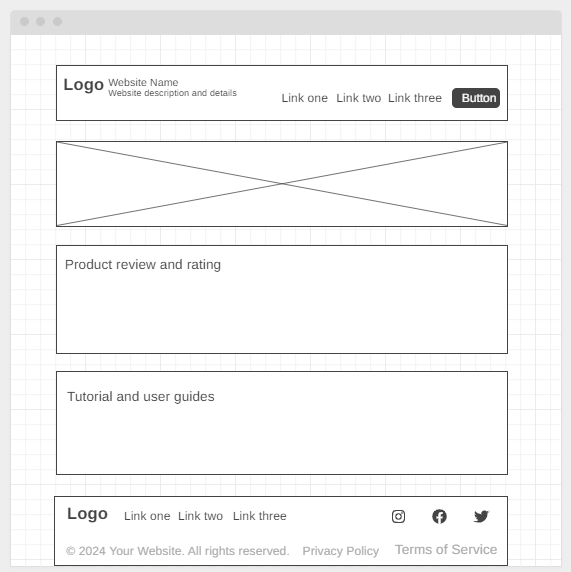 Logo Website Name
Website description and details
Link one Link two Link three Button
Product review and rating
Tutorial and user guides
Logo Link one Link two Link three
© 2024 Your Website. All rights reserved. Privacy Policy Terms of Service